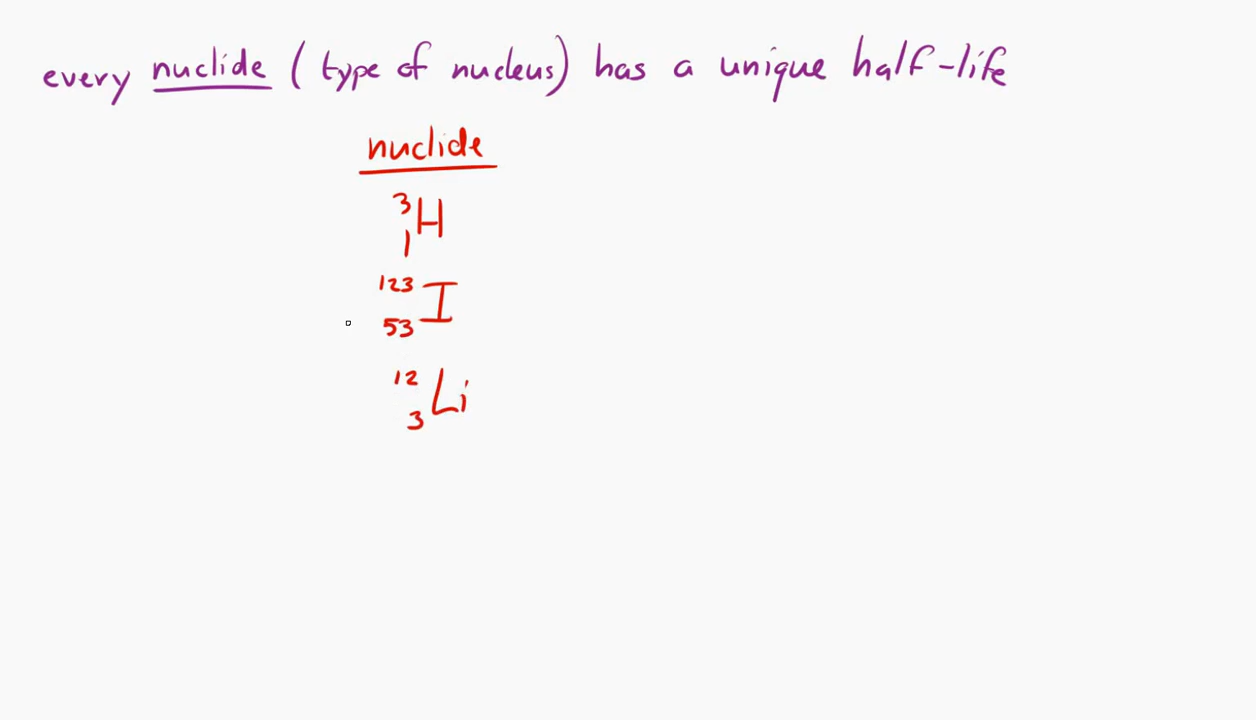 every nuclide (type of nucleus) has a unique half-life
nuclide
³₁H
¹²³₅₃I
¹²₃Li